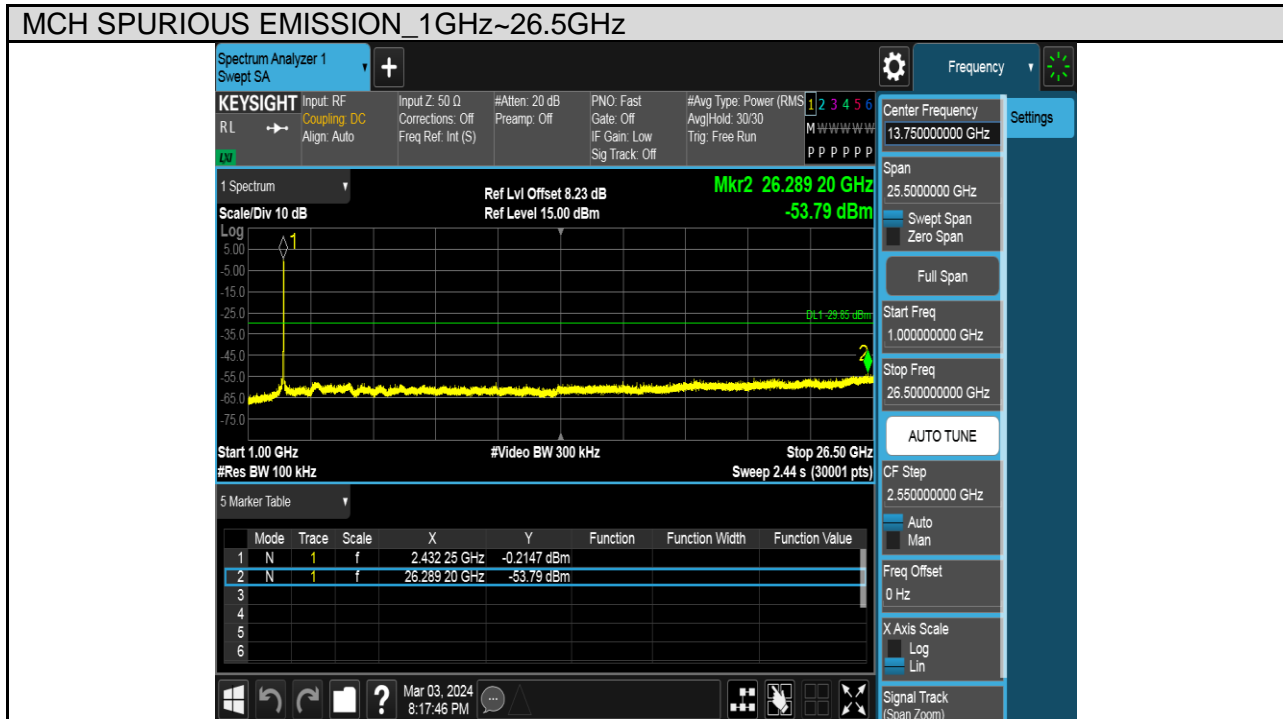 MCH SPURIOUS EMISSION_1GHz~26.5GHz
Spectrum Analyzer 1
Swept SA
+
Frequency
KEYSIGHT
RL
LXI
Input: RF
Coupling: DC
Align: Auto
Input Z: 50 Ω
Corrections: Off
Freq Ref: Int (S)
#Atten: 20 dB
Preamp: Off
PNO: Fast
Gate: Off
IF Gain: Low
Sig Track: Off
#Avg Type: Power (RMS
Avg|Hold: 30/30
Trig: Free Run
1 2 3 4 5 6
M W W W W W
P P P P P P
1 Spectrum
Scale/Div 10 dB
Ref Lvl Offset 8.23 dB
Ref Level 15.00 dBm
Mkr2 26.289 20 GHz
-53.79 dBm
Log
5.00
-5.00
-15.0
-25.0
-35.0
-45.0
-55.0
-65.0
-75.0
1
DL1 -29.85 dBm
2
Start 1.00 GHz
#Video BW 300 kHz
Stop 26.50 GHz
#Res BW 100 kHz
Sweep 2.44 s (30001 pts)
5 Marker Table
Mode Trace Scale X Y Function Function Width Function Value
1 N 1 f 2.432 25 GHz -0.2147 dBm
2 N 1 f 26.289 20 GHz -53.79 dBm
3
4
5
6
Mar 03, 2024
8:17:46 PM
?
Center Frequency
13.750000000 GHz
Settings
Span
25.5000000 GHz
Swept Span
Zero Span
Full Span
Start Freq
1.000000000 GHz
Stop Freq
26.500000000 GHz
AUTO TUNE
CF Step
2.550000000 GHz
Auto
Man
Freq Offset
0 Hz
X Axis Scale
Log
Lin
Signal Track
(Span Zoom)